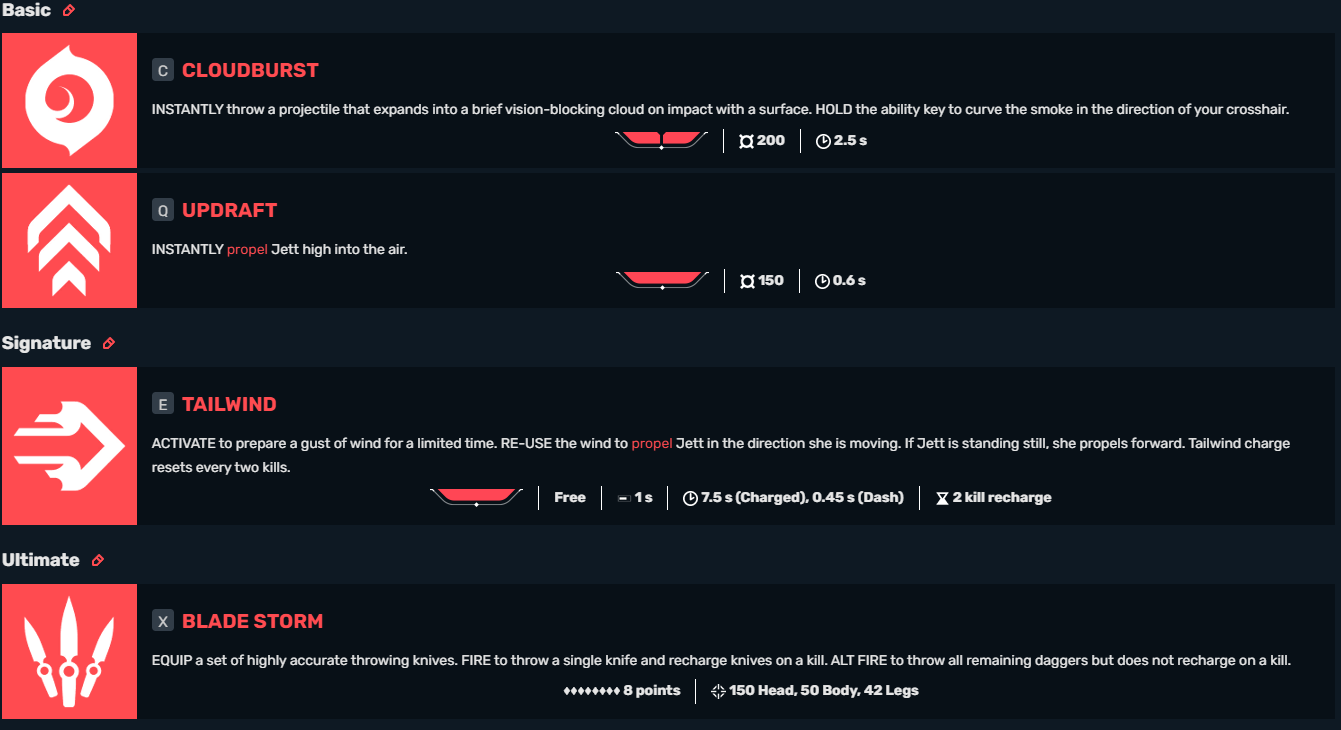 Basic
C CLOUDBURST
INSTANTLY throw a projectile that expands into a brief vision-blocking cloud on impact with a surface. HOLD the ability key to curve the smoke in the direction of your crosshair.
200 2.5 s
Q UPDRAFT
INSTANTLY propel Jett high into the air.
150 0.6 s
Signature
E TAILWIND
ACTIVATE to prepare a gust of wind for a limited time. RE-USE the wind to propel Jett in the direction she is moving. If Jett is standing still, she propels forward. Tailwind charge
resets every two kills.
Free 1 s 7.5 s (Charged), 0.45 s (Dash) 2 kill recharge
Ultimate
X BLADE STORM
EQUIP a set of highly accurate throwing knives. FIRE to throw a single knife and recharge knives on a kill. ALT FIRE to throw all remaining daggers but does not recharge on a kill.
8 points 150 Head, 50 Body, 42 Legs